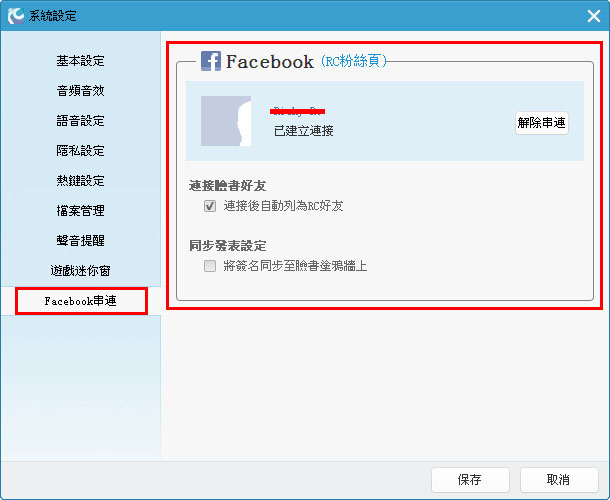 系統設定
基本設定
音頻音效
語音設定
隱私設定
熱鍵設定
檔案管理
聲音提醒
遊戲迷你窗
Facebook串連
Facebook (RC粉絲頁)
已建立連接
解除串連
連接臉書好友
連接後自動列為RC好友
同步發表設定
將簽名同步至臉書塗鴉牆上
保存
取消